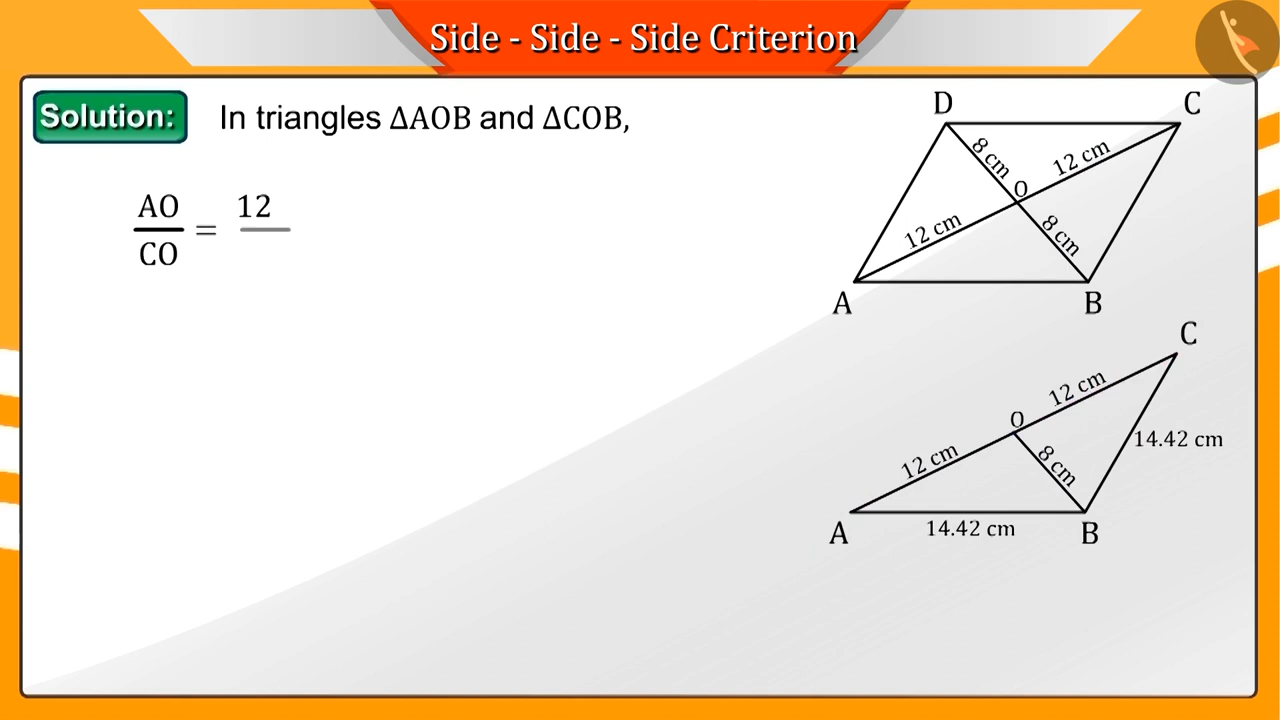 Side - Side - Side Criterion
Solution: In triangles ΔAOB and ΔCOB,
AO
CO
= 12
D
C
8 cm
12 cm
O
12 cm
8 cm
A
B
C
12 cm
O
14.42 cm
12 cm
8 cm
A
14.42 cm
B